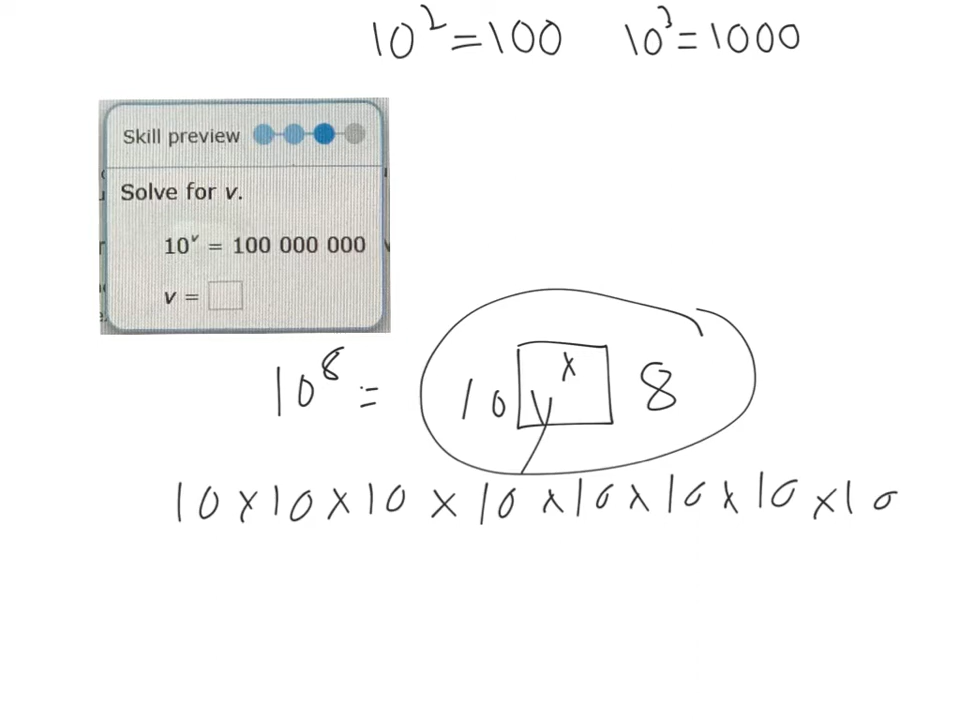 10² = 100 10³ = 1000
Skill preview
Solve for v.
10ᵛ = 100 000 000
v =
10⁸ = 10 yˣ 8
10 x 10 x 10 x 10 x 10 x 10 x 10 x 10